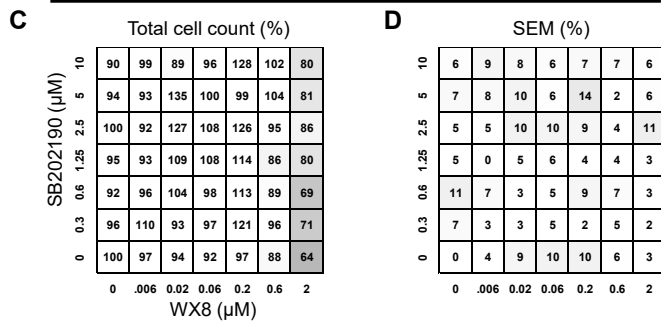 C
Total cell count (%)
SB202190 (µM)
10 90 99 89 96 128 102 80
5 94 93 135 100 99 104 81
2.5 100 92 127 108 126 95 86
1.25 95 93 109 108 114 86 80
0.6 92 96 104 98 113 89 69
0.3 96 110 93 97 121 96 71
0 100 97 94 92 97 88 64
0 .006 0.02 0.06 0.2 0.6 2
WX8 (µM)
D
SEM (%)
6 9 8 6 7 7 6
7 8 10 6 14 2 6
5 5 10 10 9 4 11
5 0 5 6 4 4 3
11 7 3 5 9 7 3
7 3 3 5 2 5 2
0 4 9 10 10 6 3
0 .006 0.02 0.06 0.2 0.6 2